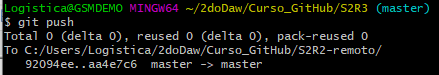 Logistica@GSMDEMO MINGW64 ~/2doDaw/Curso_GitHub/S2R3 (master)
$ git push
Total 0 (delta 0), reused 0 (delta 0), pack-reused 0
To C:/Users/Logistica/2doDaw/Curso_GitHub/S2R2-remoto/
   92094ee..aa4e7c6  master -> master